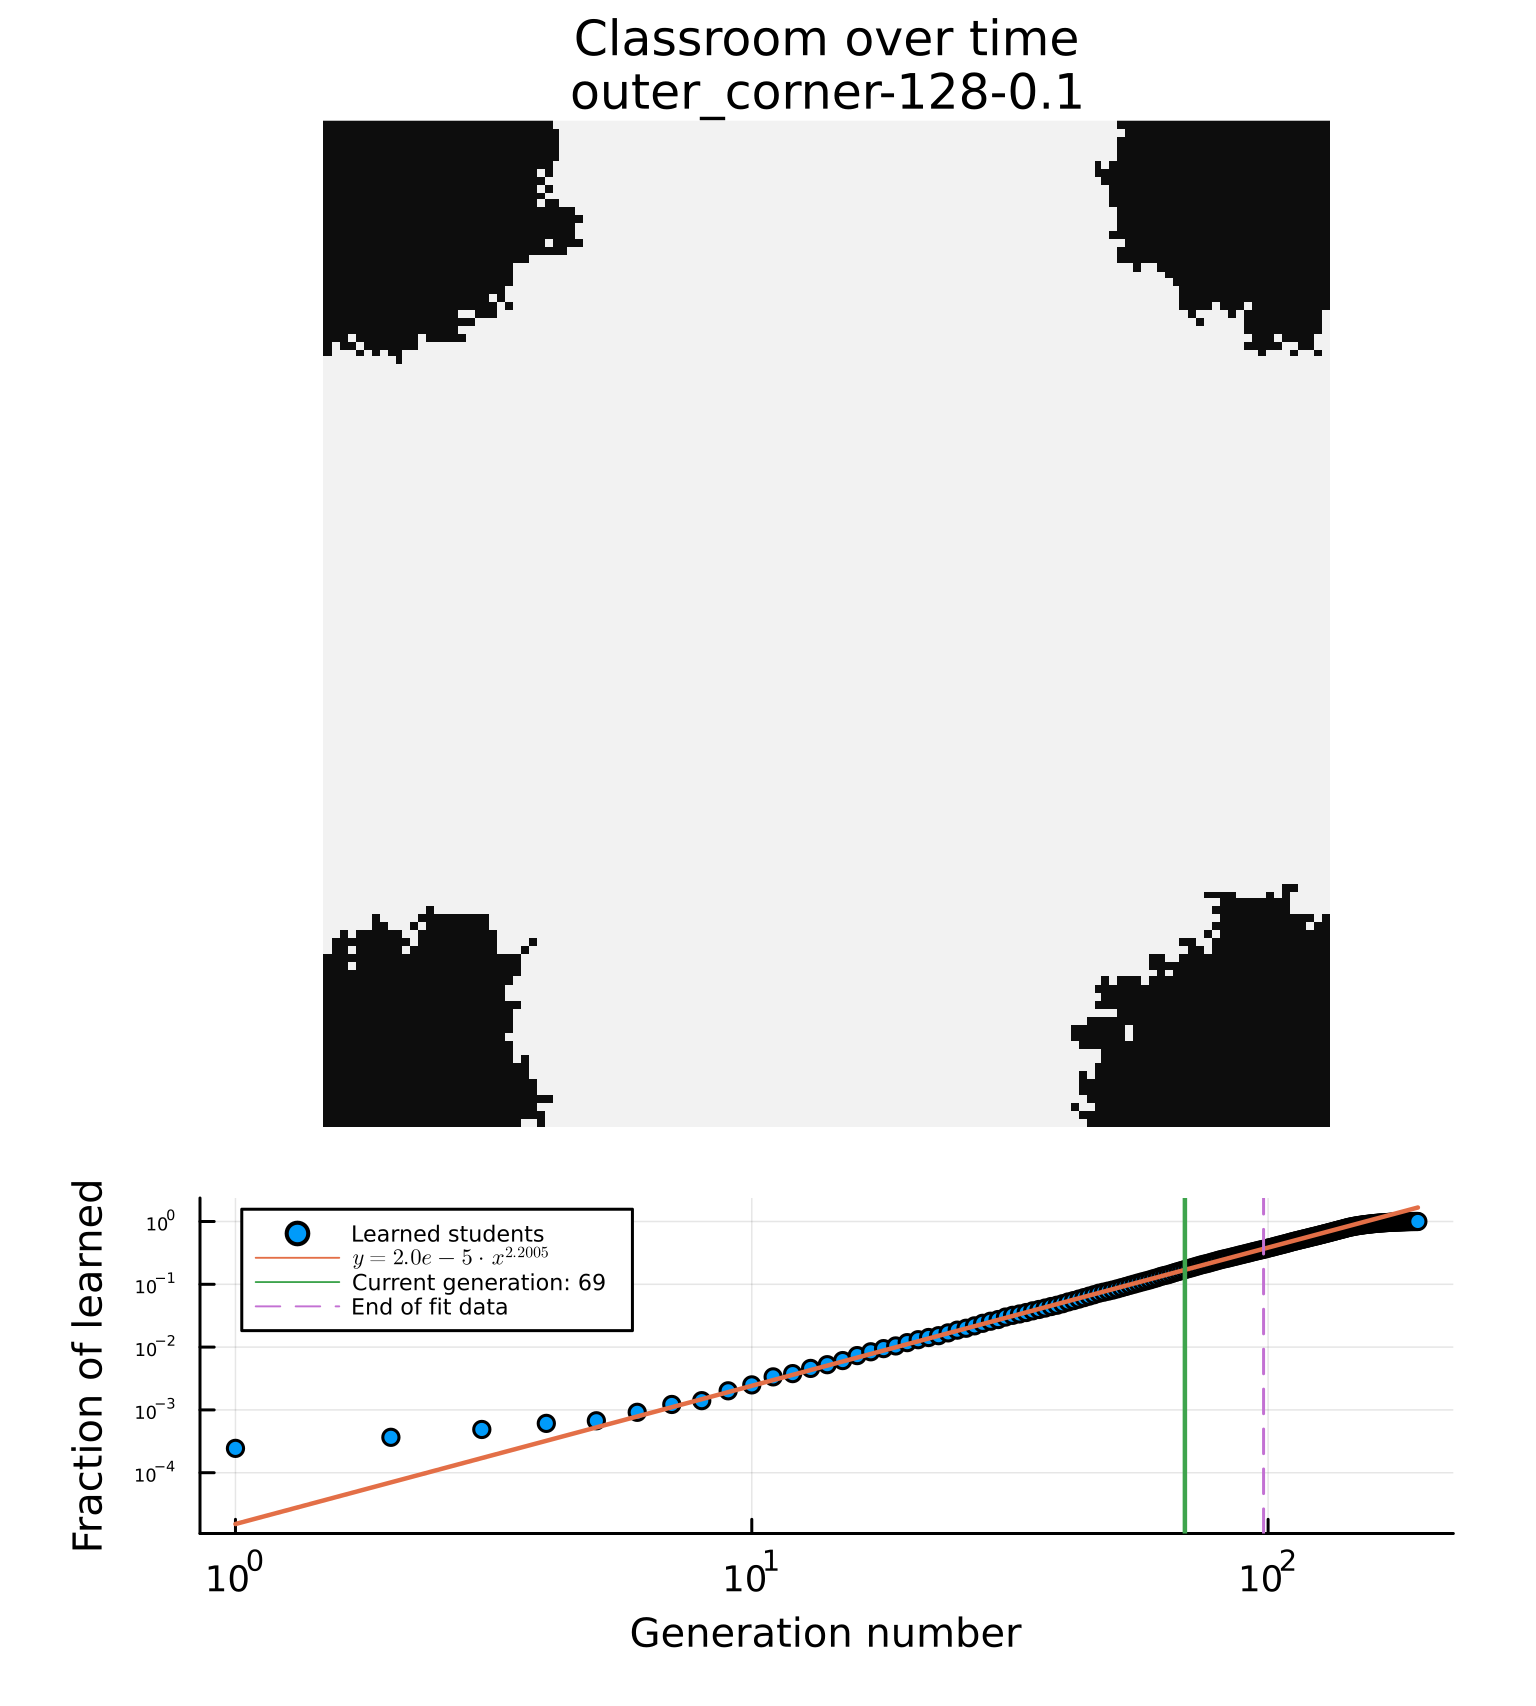 Classroom over time
outer_corner-128-0.1
Fraction of learned
10^0
10^-1
10^-2
10^-3
10^-4
Learned students
y = 2.0e − 5 · x^2.2005
Current generation: 69
End of fit data
10^0 10^1 10^2
Generation number